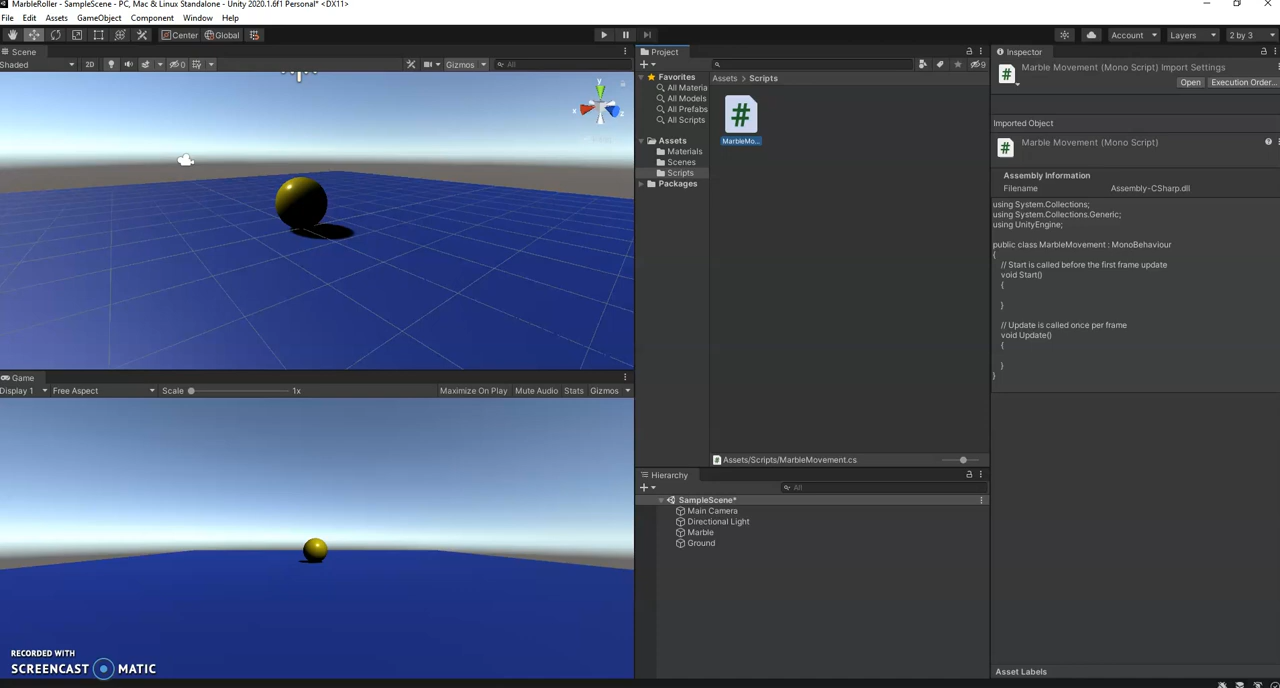 MarbleRoller - SampleScene - PC, Mac & Linux Standalone - Unity 2020.1.6f1 Personal* <DX11>
File Edit Assets GameObject Component Window Help
Center Global Account Layers 2 by 3
Scene
Shaded 2D 0 Gizmos All
y
x z
Game
Display 1 Free Aspect Scale 1x Maximize On Play Mute Audio Stats Gizmos
RECORDED WITH
SCREENCAST MATIC
Project
9
Favorites
All Materia
All Models
All Prefabs
All Scripts
Assets
Materials
Scenes
Scripts
Packages
Assets Scripts
#
MarbleMo...
Assets/Scripts/MarbleMovement.cs
Hierarchy
All
SampleScene*
Main Camera
Directional Light
Marble
Ground
Inspector
# Marble Movement (Mono Script) Import Settings
Open Execution Order...
Imported Object
# Marble Movement (Mono Script)
Assembly Information
Filename Assembly-CSharp.dll
using System.Collections;
using System.Collections.Generic;
using UnityEngine;
public class MarbleMovement : MonoBehaviour
{
// Start is called before the first frame update
void Start()
{
}
// Update is called once per frame
void Update()
{
}
}
Asset Labels